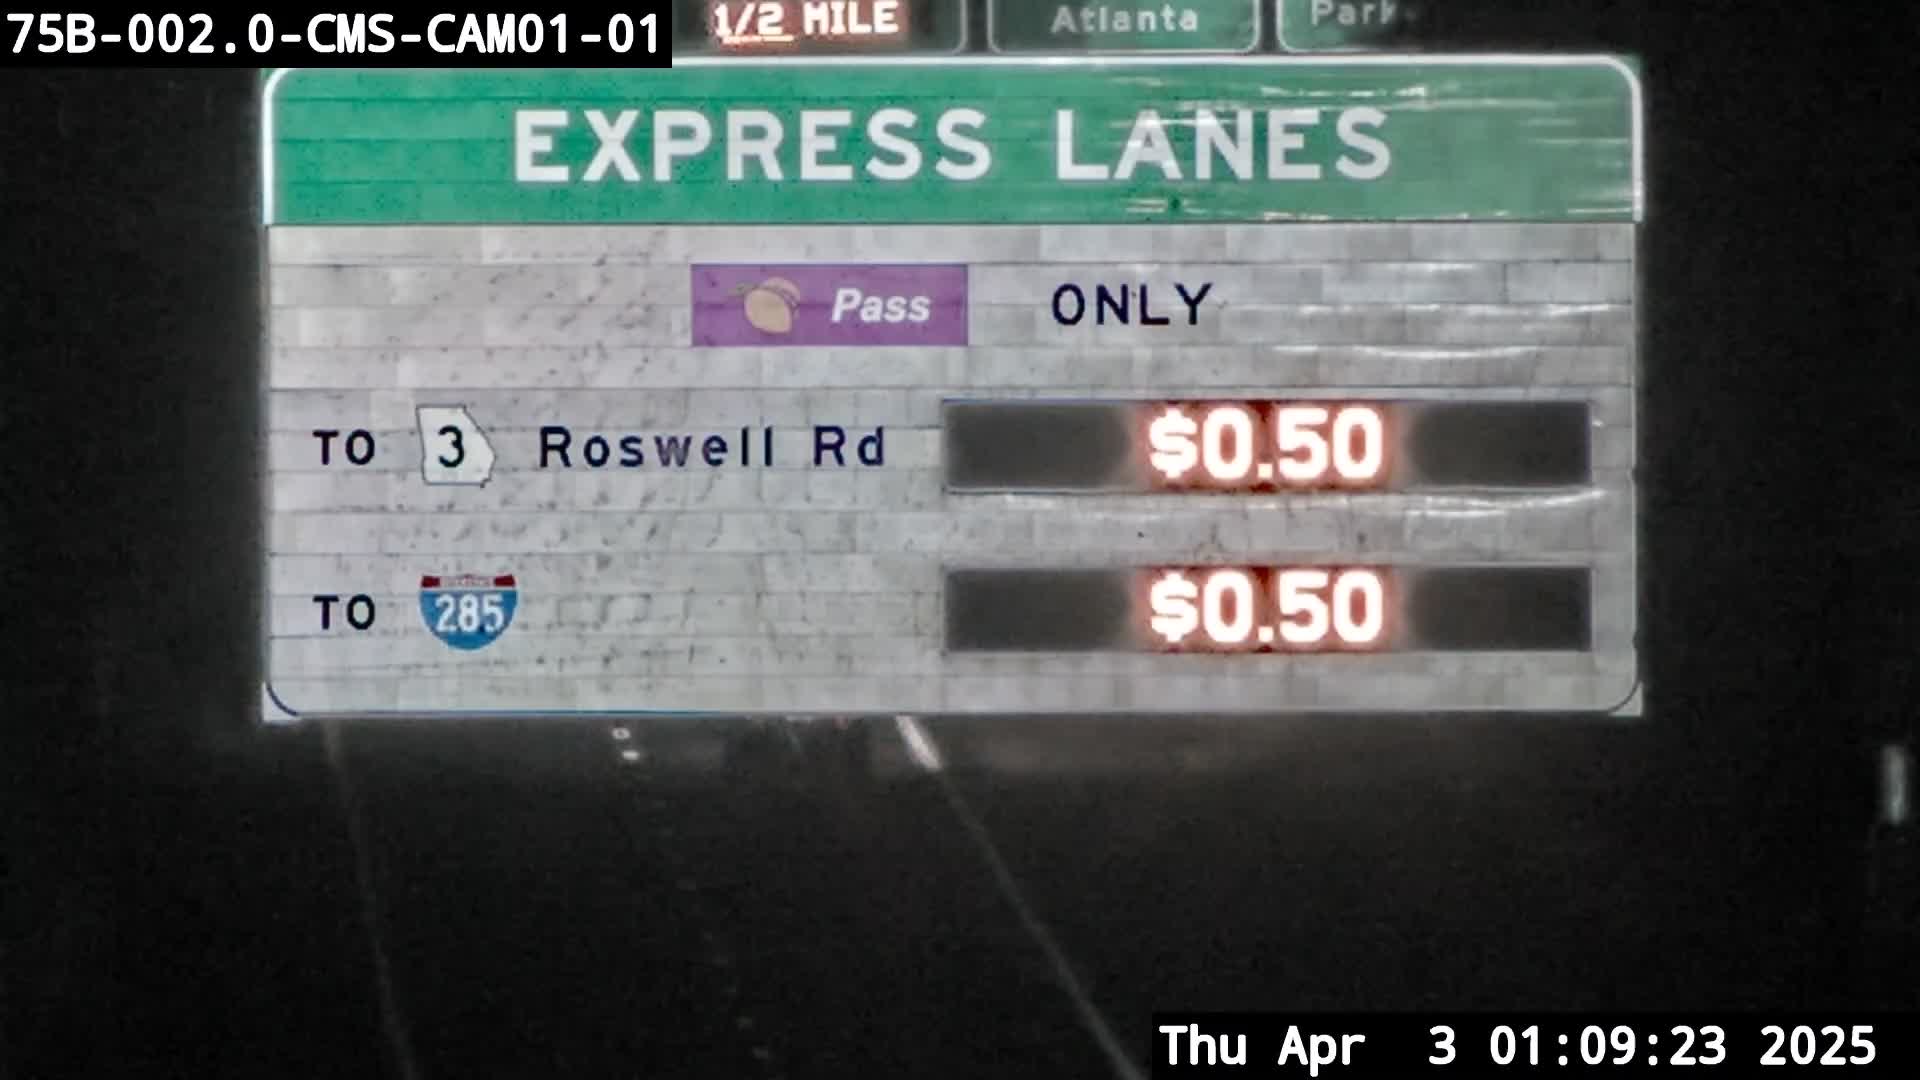 75B-002.0-CMS-CAM01-01
1/2 MILE
Atlanta
Park
EXPRESS LANES
Pass ONLY
TO 3 Roswell Rd $0.50
TO 285 $0.50
Thu Apr 3 01:09:23 2025